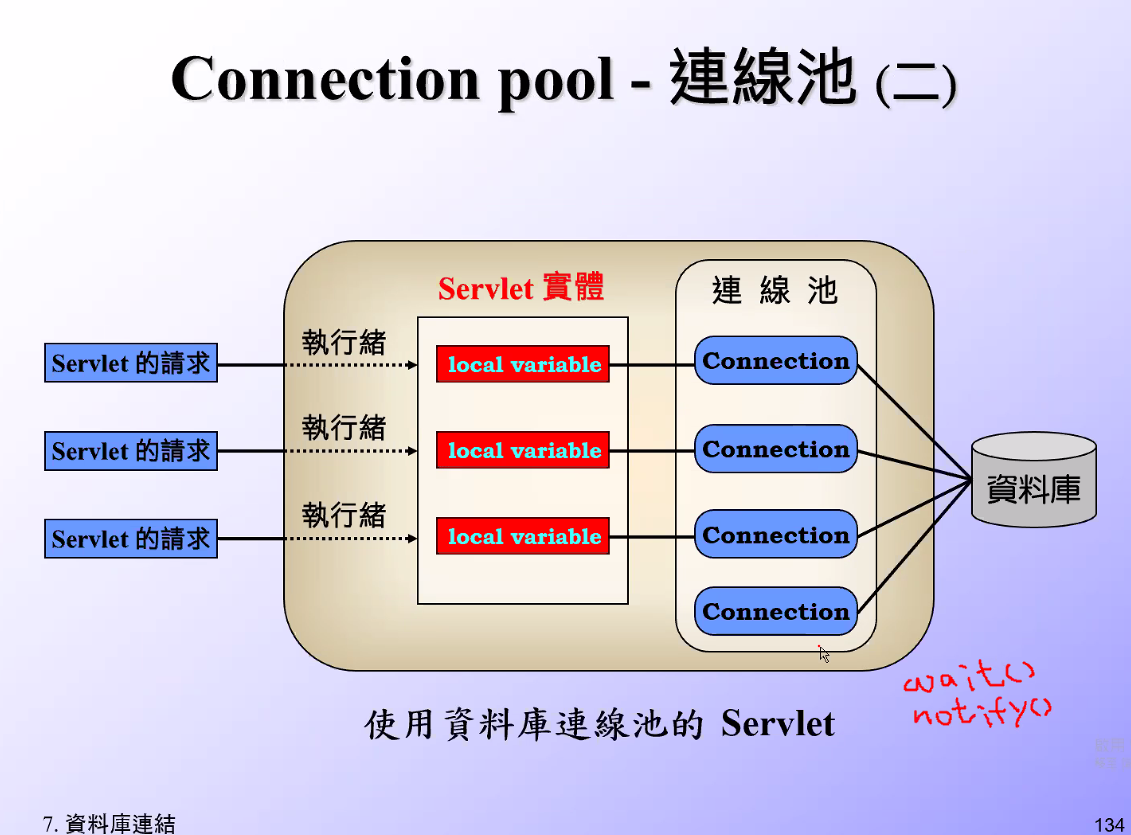 Connection pool - 連線池 (二)
Servlet 實體
連 線 池
Servlet 的請求
執行緒
local variable
Connection
Servlet 的請求
執行緒
local variable
Connection
資料庫
Servlet 的請求
執行緒
local variable
Connection
Connection
wait()
notify()
使用資料庫連線池的 Servlet
7. 資料庫連結
134